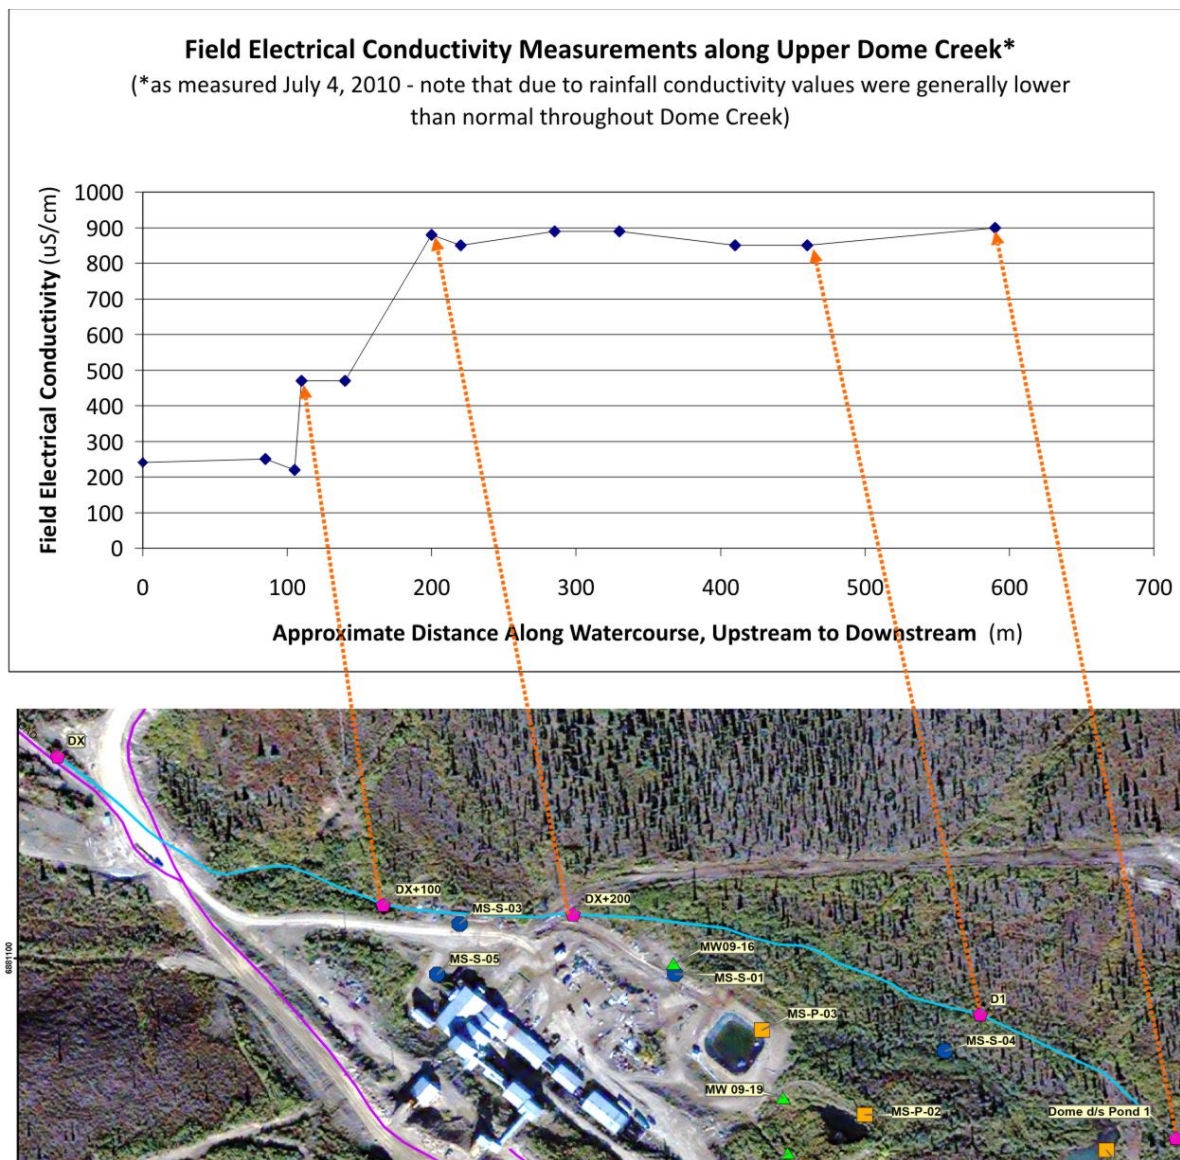 Field Electrical Conductivity Measurements along Upper Dome Creek*
(*as measured July 4, 2010 - note that due to rainfall conductivity values were generally lower
than normal throughout Dome Creek)
Field Electrical Conductivity (uS/cm)
1000
900
800
700
600
500
400
300
200
100
0
0 100 200 300 400 500 600 700
Approximate Distance Along Watercourse, Upstream to Downstream (m)
DX
DX+100
MS-S-03
DX+200
MW09-16
MS-S-05
MS-S-01
6881100
D1
MS-P-03
MS-S-04
MW 09-19
MS-P-02
Dome d/s Pond 1